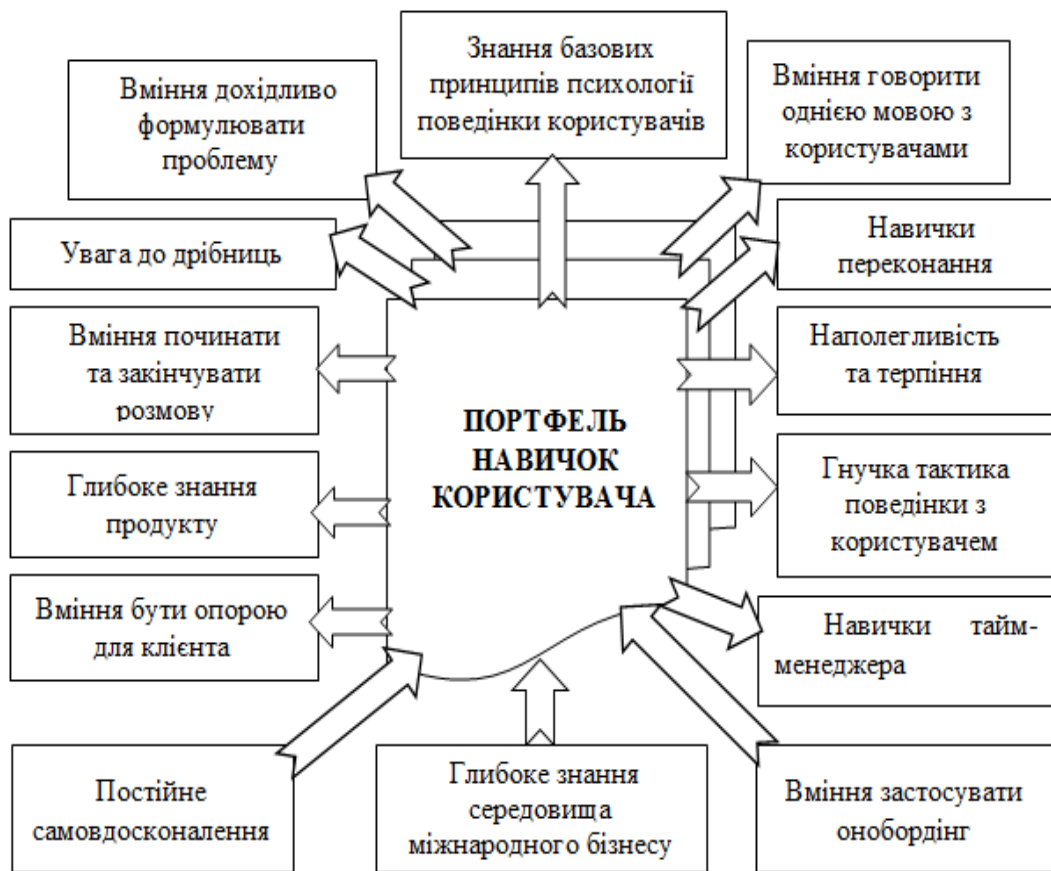 Знання базових
принципів психології
поведінки користувачів
Вміння дохідливо
формулювати
проблему
Вміння говорити
однією мовою з
користувачами
Увага до дрібниць
Навички
переконання
Вміння починати
та закінчувати
розмову
Наполегливість
та терпіння
ПОРТФЕЛЬ
НАВИЧОК
КОРИСТУВАЧА
Глибоке знання
продукту
Гнучка тактика
поведінки з
користувачем
Вміння бути опорою
для клієнта
Навички тайм-
менеджера
Постійне
самовдосконалення
Глибоке знання
середовища
міжнародного бізнесу
Вміння застосувати
онобордінг